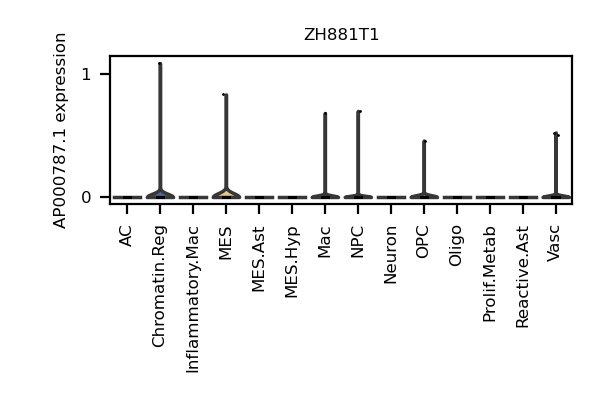 ZH881T1
AP000787.1 expression
1
0
AC
Chromatin.Reg
Inflammatory.Mac
MES
MES.Ast
MES.Hyp
Mac
NPC
Neuron
OPC
Oligo
Prolif.Metab
Reactive.Ast
Vasc